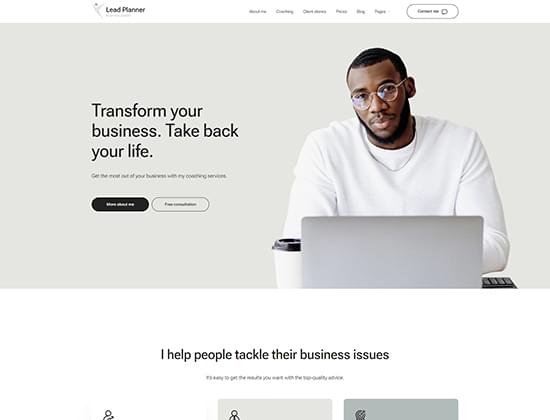 Lead Planner
About me Coaching Client stories Prices Blog Pages Contact me
Transform your
business. Take back
your life.
Get the most out of your business with my coaching services.
More about me Free consultation
I help people tackle their business issues
It's easy to get the results you want with the top-quality advice.